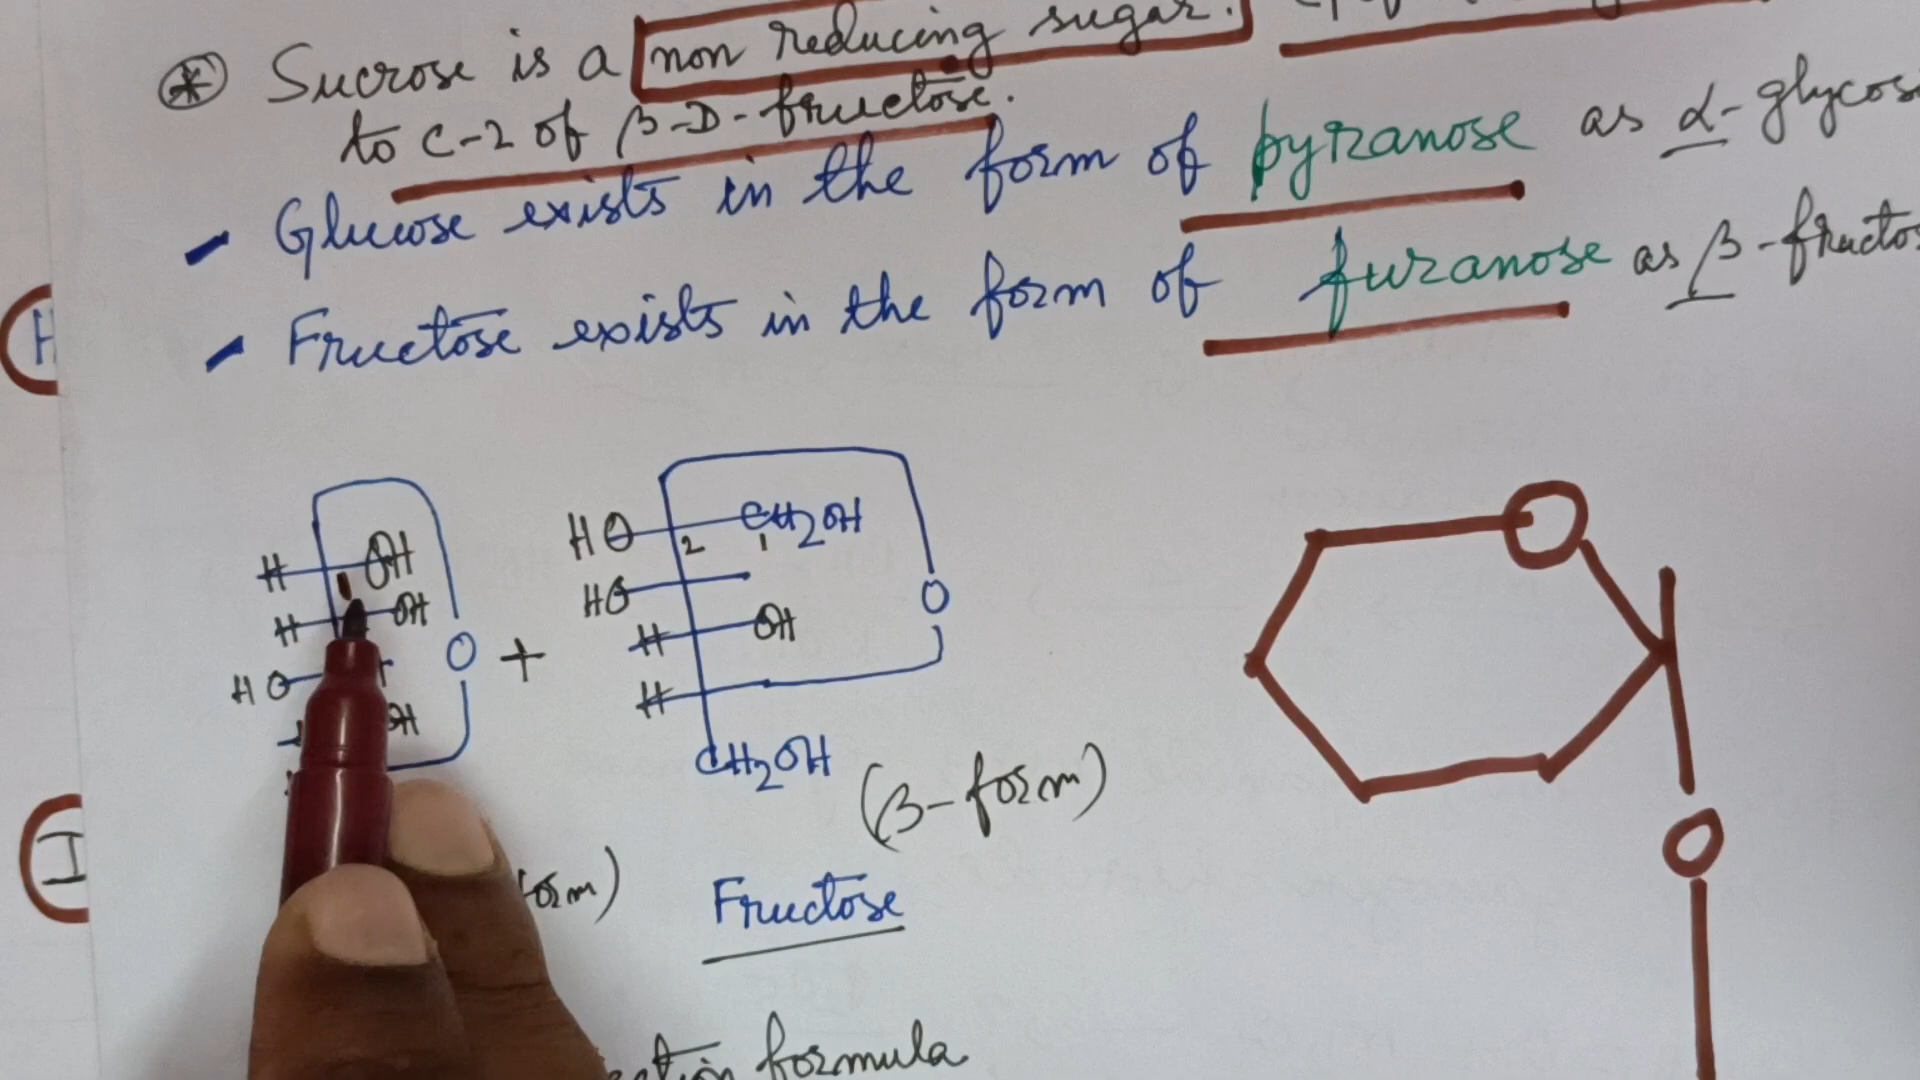 * Sucrose is a non reducing sugar.
to C-2 of β-D-fructose.
- Glucose exists in the form of pyranose as α-glycos
- Fructose exists in the form of furanose as β-fructo
H
H OH
H OH
HO
OH
O
+
HO 2 1 CH2OH
HO
H OH
H
O
CH2OH
(β-form)
orm)
Fructose
I
O
O
formula